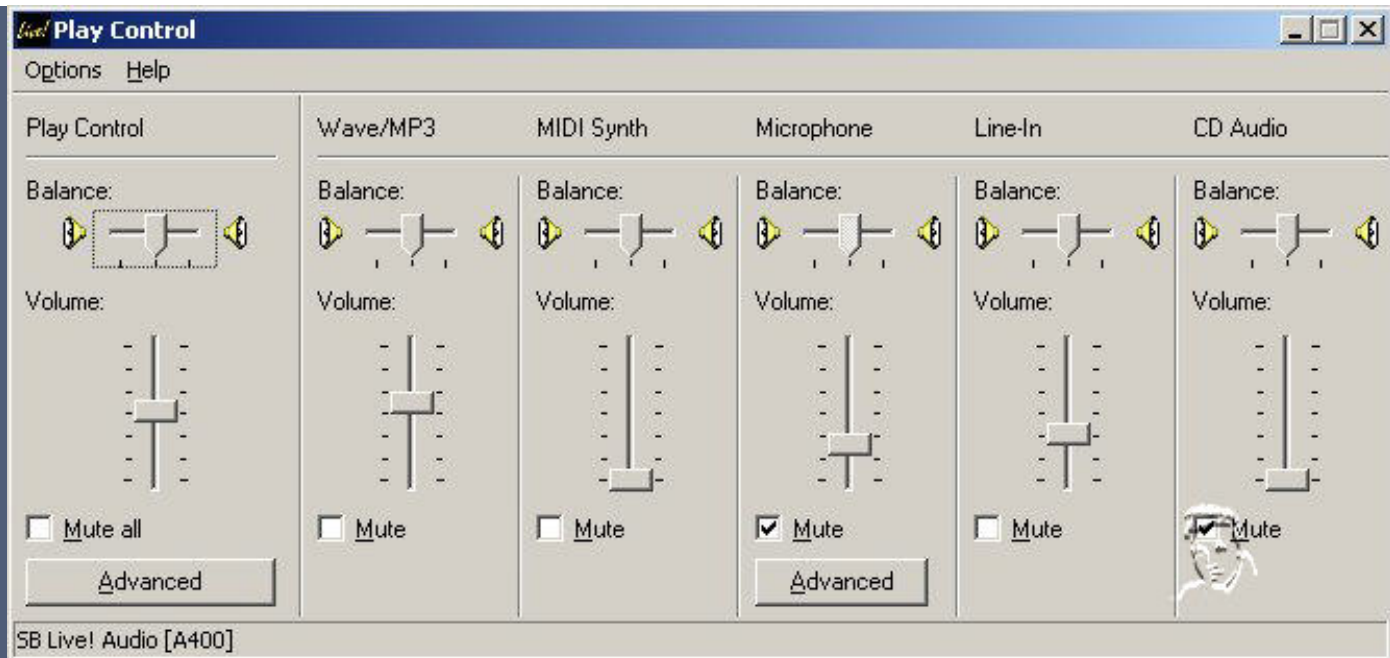 Live! Play Control
Options Help
Play Control Wave/MP3 MIDI Synth Microphone Line-In CD Audio
Balance: Balance: Balance: Balance: Balance: Balance:
Volume: Volume: Volume: Volume: Volume: Volume:
Mute all Mute Mute Mute Mute Mute
Advanced Advanced
SB Live! Audio [A400]